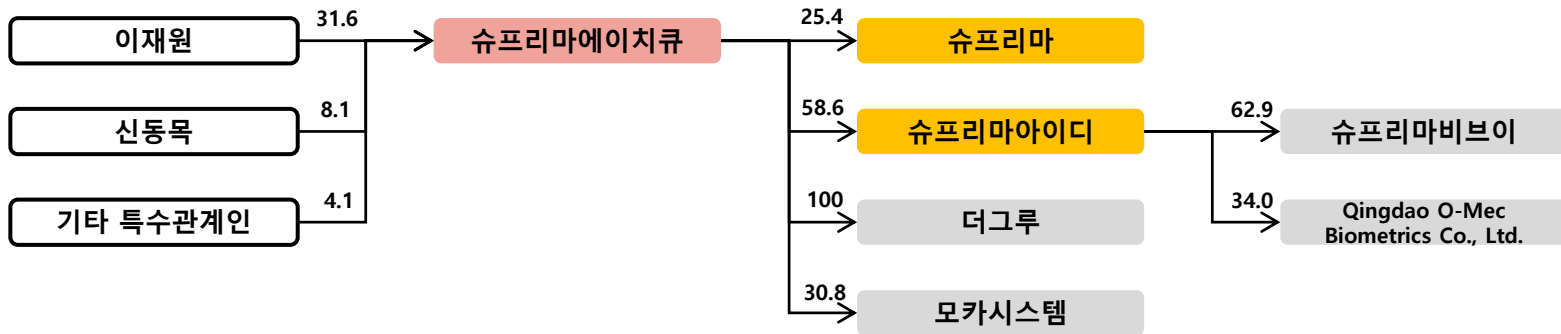 이재원
31.6
슈프리마에이치큐
25.4
슈프리마
신동목
8.1
58.6
슈프리마아이디
62.9
슈프리마비브이
기타 특수관계인
4.1
100
더그루
34.0
Qingdao O-Mec
Biometrics Co., Ltd.
30.8
모카시스템